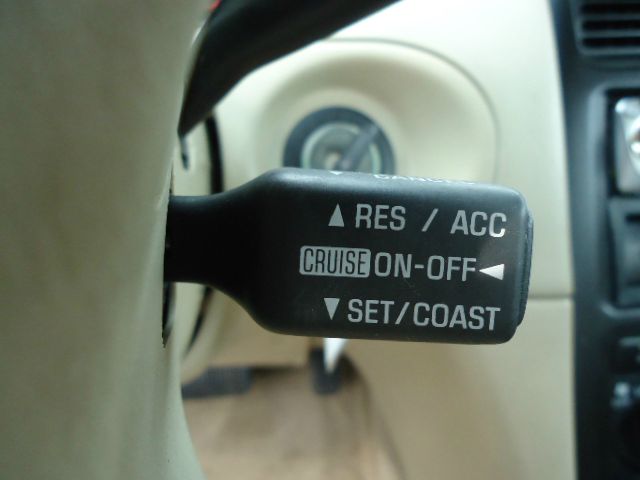 ▲ RES / ACC
CRUISE ON-OFF ◀
▼ SET/COAST